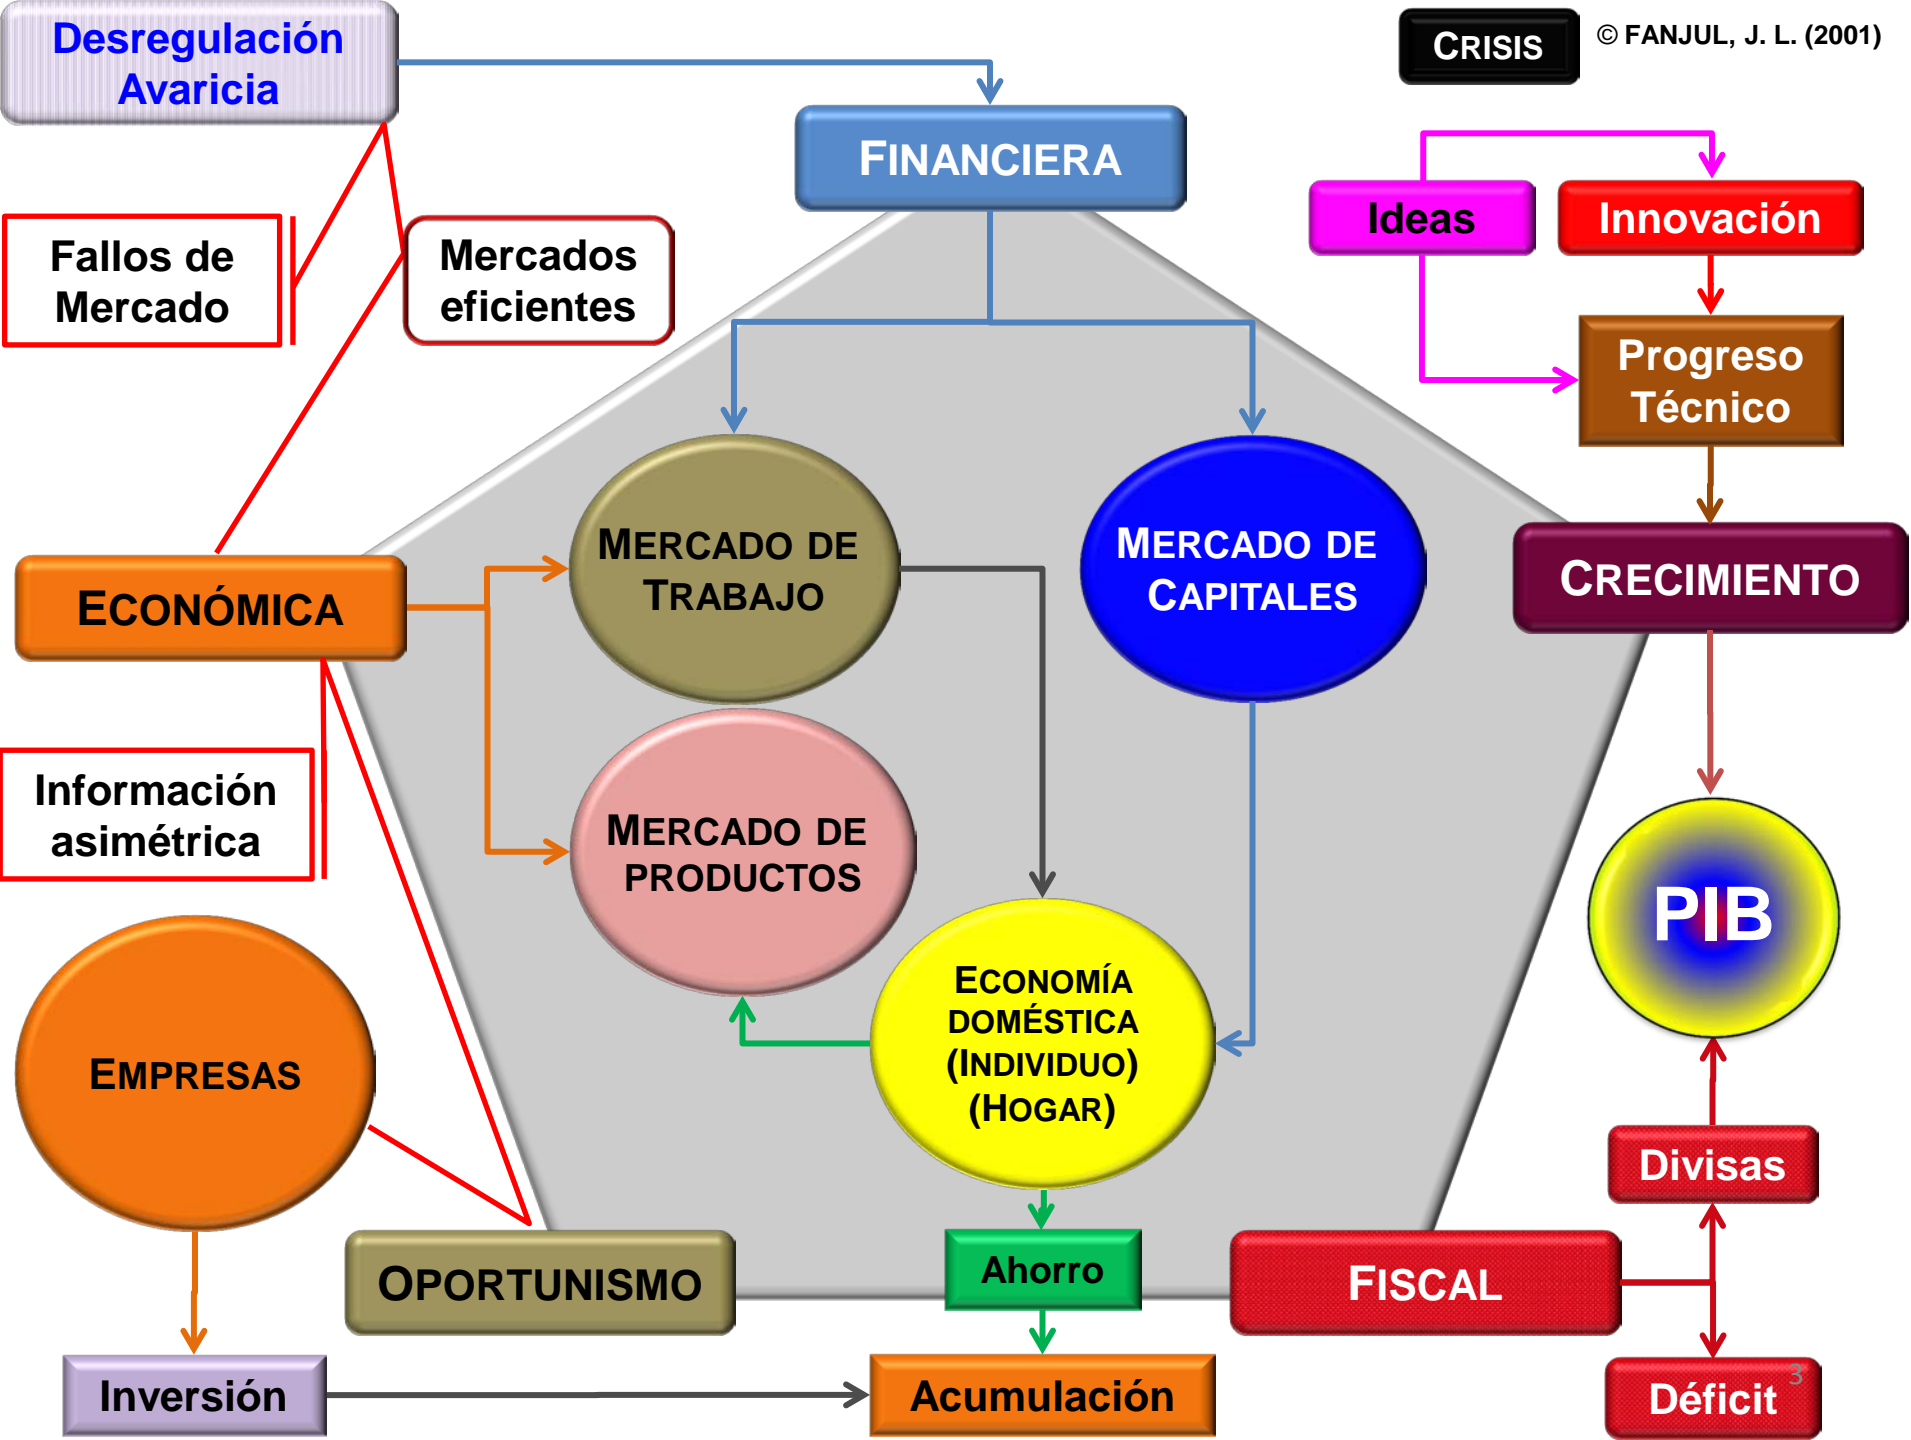 Desregulación
Avaricia
CRISIS
© FANJUL, J. L. (2001)
FINANCIERA
Ideas
Innovación
Fallos de
Mercado
Mercados
eficientes
Progreso
Técnico
MERCADO DE
TRABAJO
MERCADO DE
CAPITALES
CRECIMIENTO
ECONÓMICA
Información
asimétrica
MERCADO DE
PRODUCTOS
PIB
ECONOMÍA
DOMÉSTICA
(INDIVIDUO)
(HOGAR)
EMPRESAS
Divisas
OPORTUNISMO
Ahorro
FISCAL
Inversión
Acumulación
Déficit
3